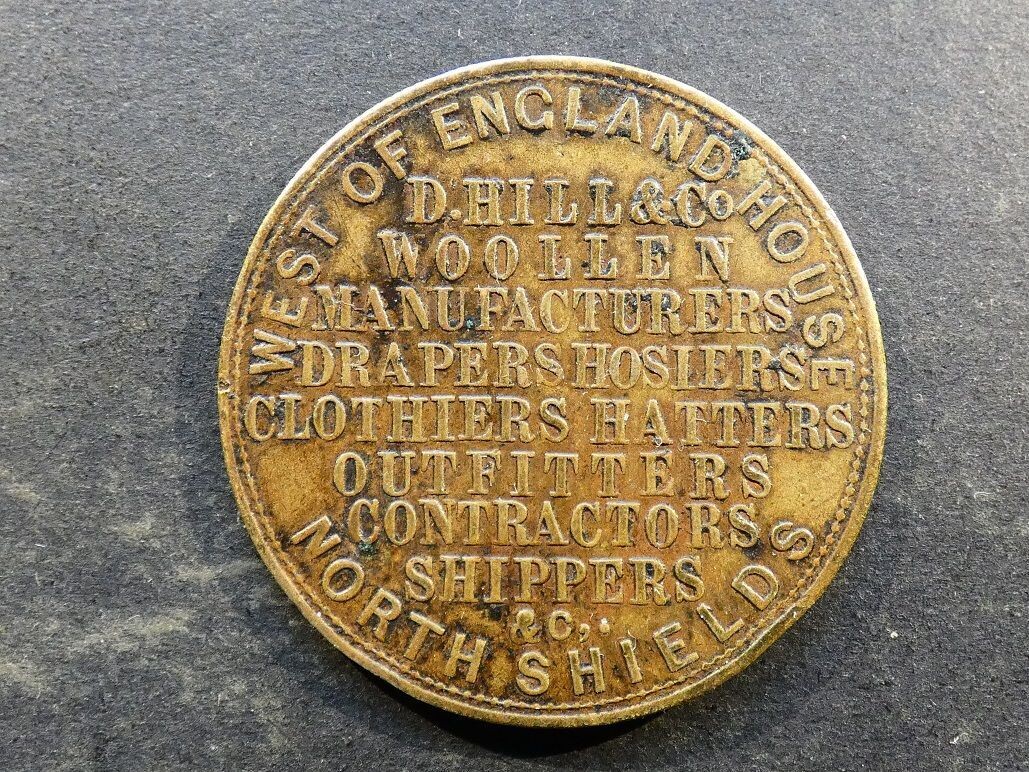 WEST OF ENGLAND HOUSE
D. HILL & Co
WOOLLEN
MANUFACTURERS
DRAPERS HOSIERS
CLOTHIERS HATTERS
OUTFITTERS
CONTRACTORS
SHIPPERS
&C,.
NORTH SHIELDS